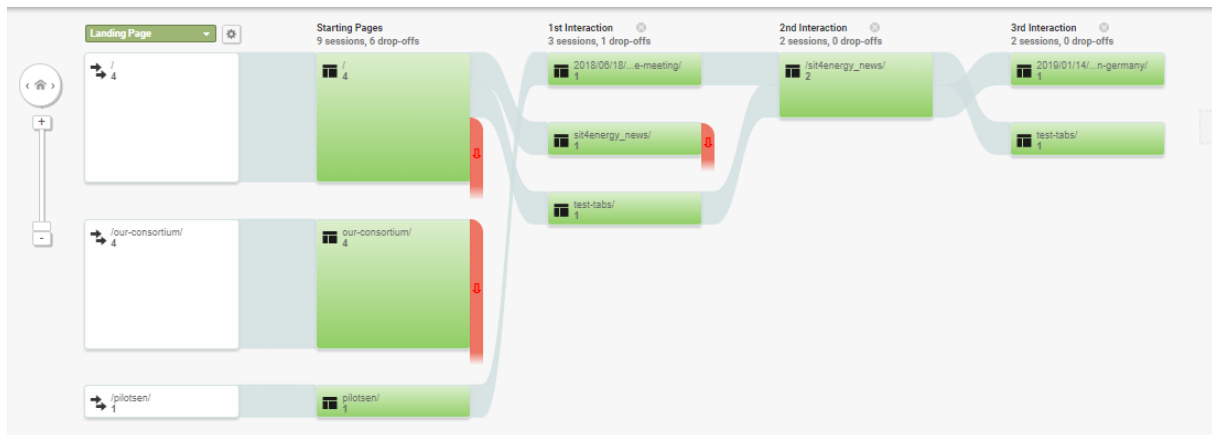 Landing Page
Starting Pages
9 sessions, 6 drop-offs
1st Interaction
3 sessions, 1 drop-offs
2nd Interaction
2 sessions, 0 drop-offs
3rd Interaction
2 sessions, 0 drop-offs
/
4
/
4
2018/06/18/...e-meeting/
1
/sit4energy_news/
2
2019/01/14/...n-germany/
1
+
sit4energy_news/
1
test-tabs/
1
test-tabs/
1
-
/our-consortium/
4
our-consortium/
4
/pilotsen/
1
pilotsen/
1